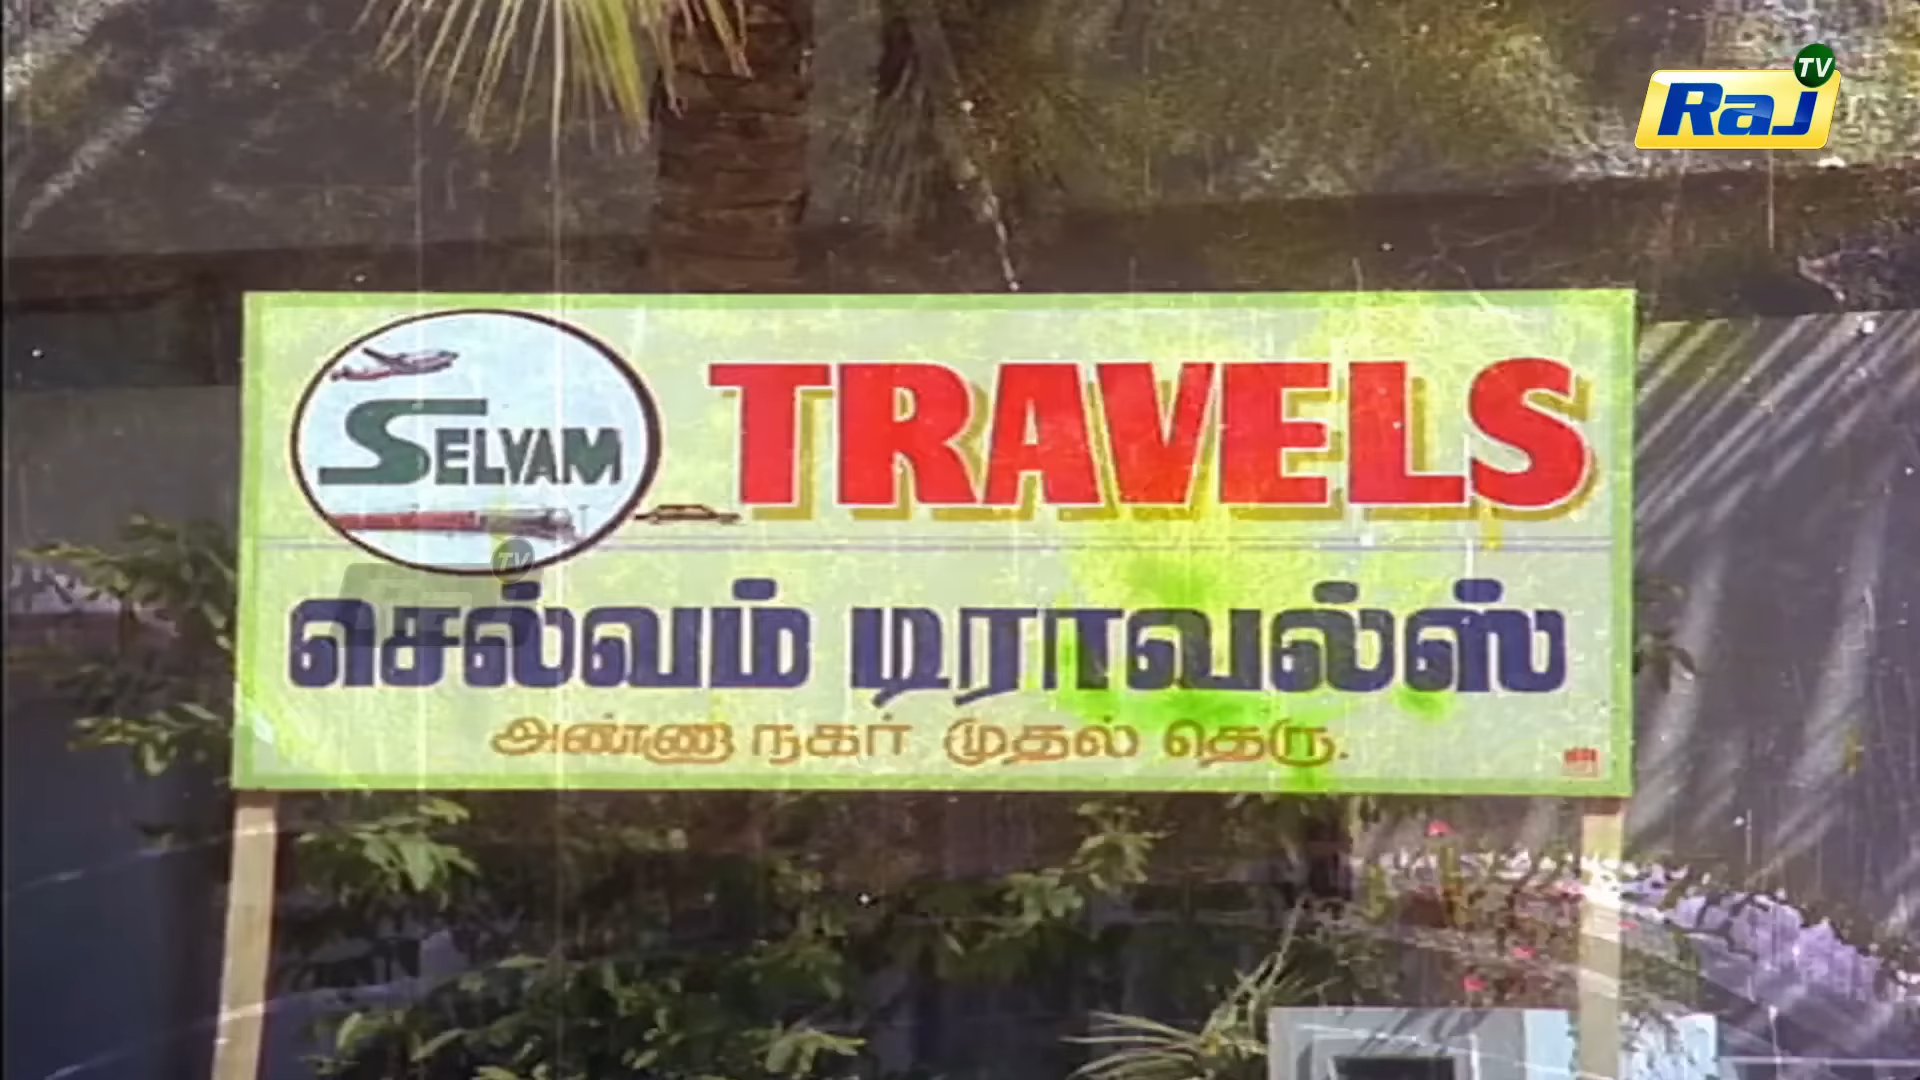 Raj TV
SELVAM TRAVELS
செல்வம் டிராவல்ஸ்
அண்ணா நகர் முதல் தெரு.